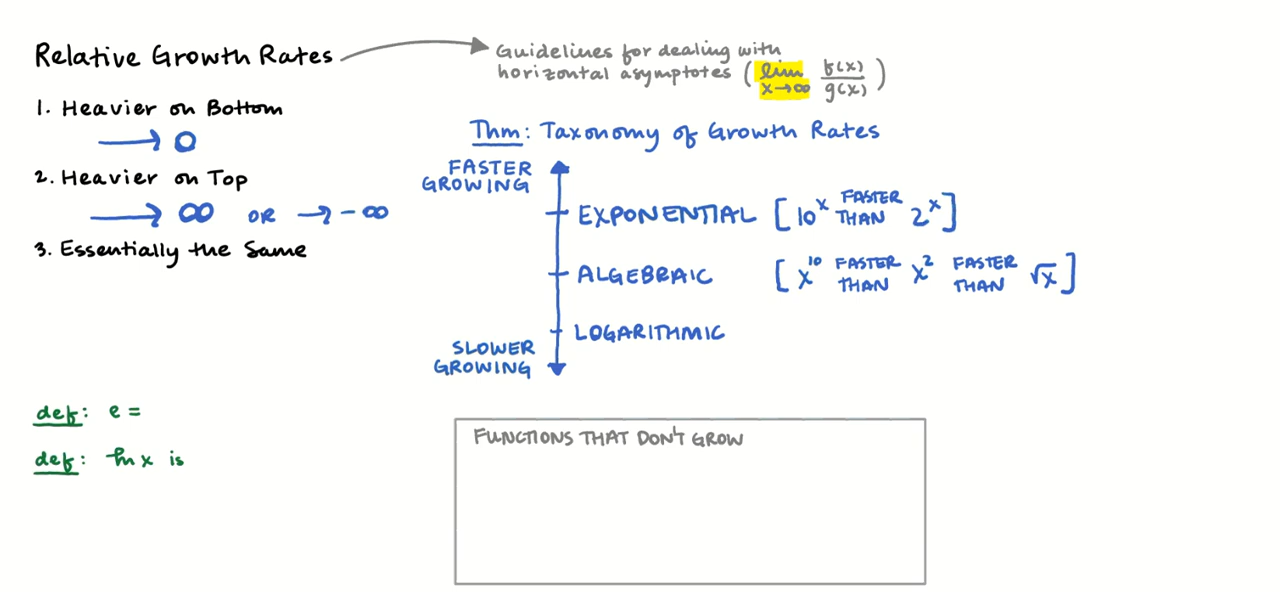 Relative Growth Rates
Guidelines for dealing with
horizontal asymptotes (lim x→∞ f(x)/g(x))
1. Heavier on Bottom
→ 0
2. Heavier on Top
→ ∞ OR → -∞
3. Essentially the Same
Thm: Taxonomy of Growth Rates
FASTER
GROWING
EXPONENTIAL [10^x FASTER THAN 2^x]
ALGEBRAIC [x^10 FASTER THAN x^2 FASTER THAN √x]
LOGARITHMIC
SLOWER
GROWING
def: e =
def: ln x is
FUNCTIONS THAT DON'T GROW